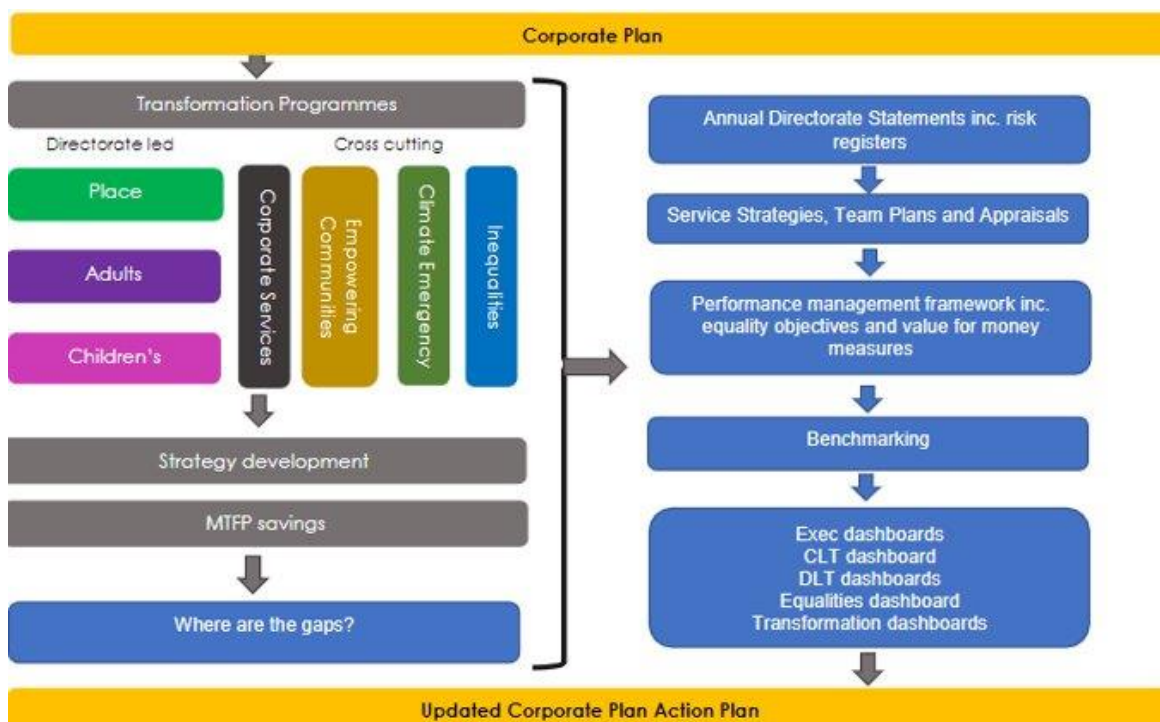 Corporate Plan
Transformation Programmes
Directorate led
Cross cutting
Place
Adults
Children's
Corporate Services
Empowering
Communities
Climate Emergency
Inequalities
Strategy development
MTFP savings
Where are the gaps?
Annual Directorate Statements inc. risk
registers
Service Strategies, Team Plans and Appraisals
Performance management framework inc.
equality objectives and value for money
measures
Benchmarking
Exec dashboards
CLT dashboard
DLT dashboards
Equalities dashboard
Transformation dashboards
Updated Corporate Plan Action Plan